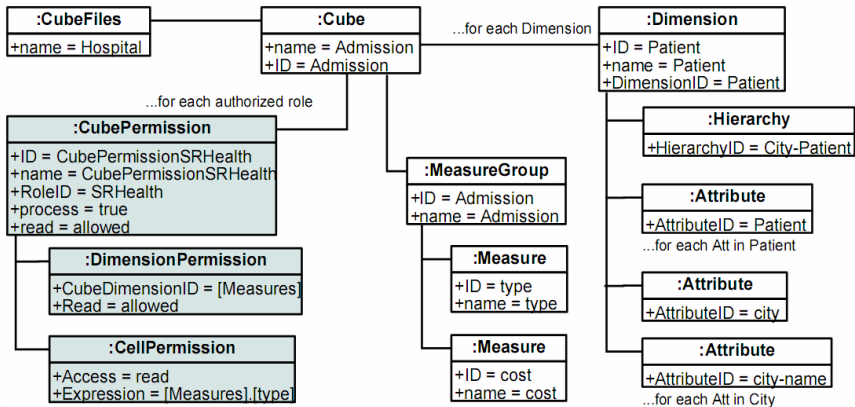 :CubeFiles
+name = Hospital
:Cube
+name = Admission
+ID = Admission
...for each Dimension
:Dimension
+ID = Patient
+name = Patient
+DimensionID = Patient
...for each authorized role
:CubePermission
+ID = CubePermissionSRHealth
+name = CubePermissionSRHealth
+RoleID = SRHealth
+process = true
+read = allowed
:DimensionPermission
+CubeDimensionID = [Measures]
+Read = allowed
:CellPermission
+Access = read
+Expression = [Measures].[type]
:MeasureGroup
+ID = Admission
+name = Admission
:Measure
+ID = type
+name = type
:Measure
+ID = cost
+name = cost
:Hierarchy
+HierarchyID = City-Patient
:Attribute
+AttributeID = Patient
...for each Att in Patient
:Attribute
+AttributeID = city
:Attribute
+AttributeID = city-name
...for each Att in City